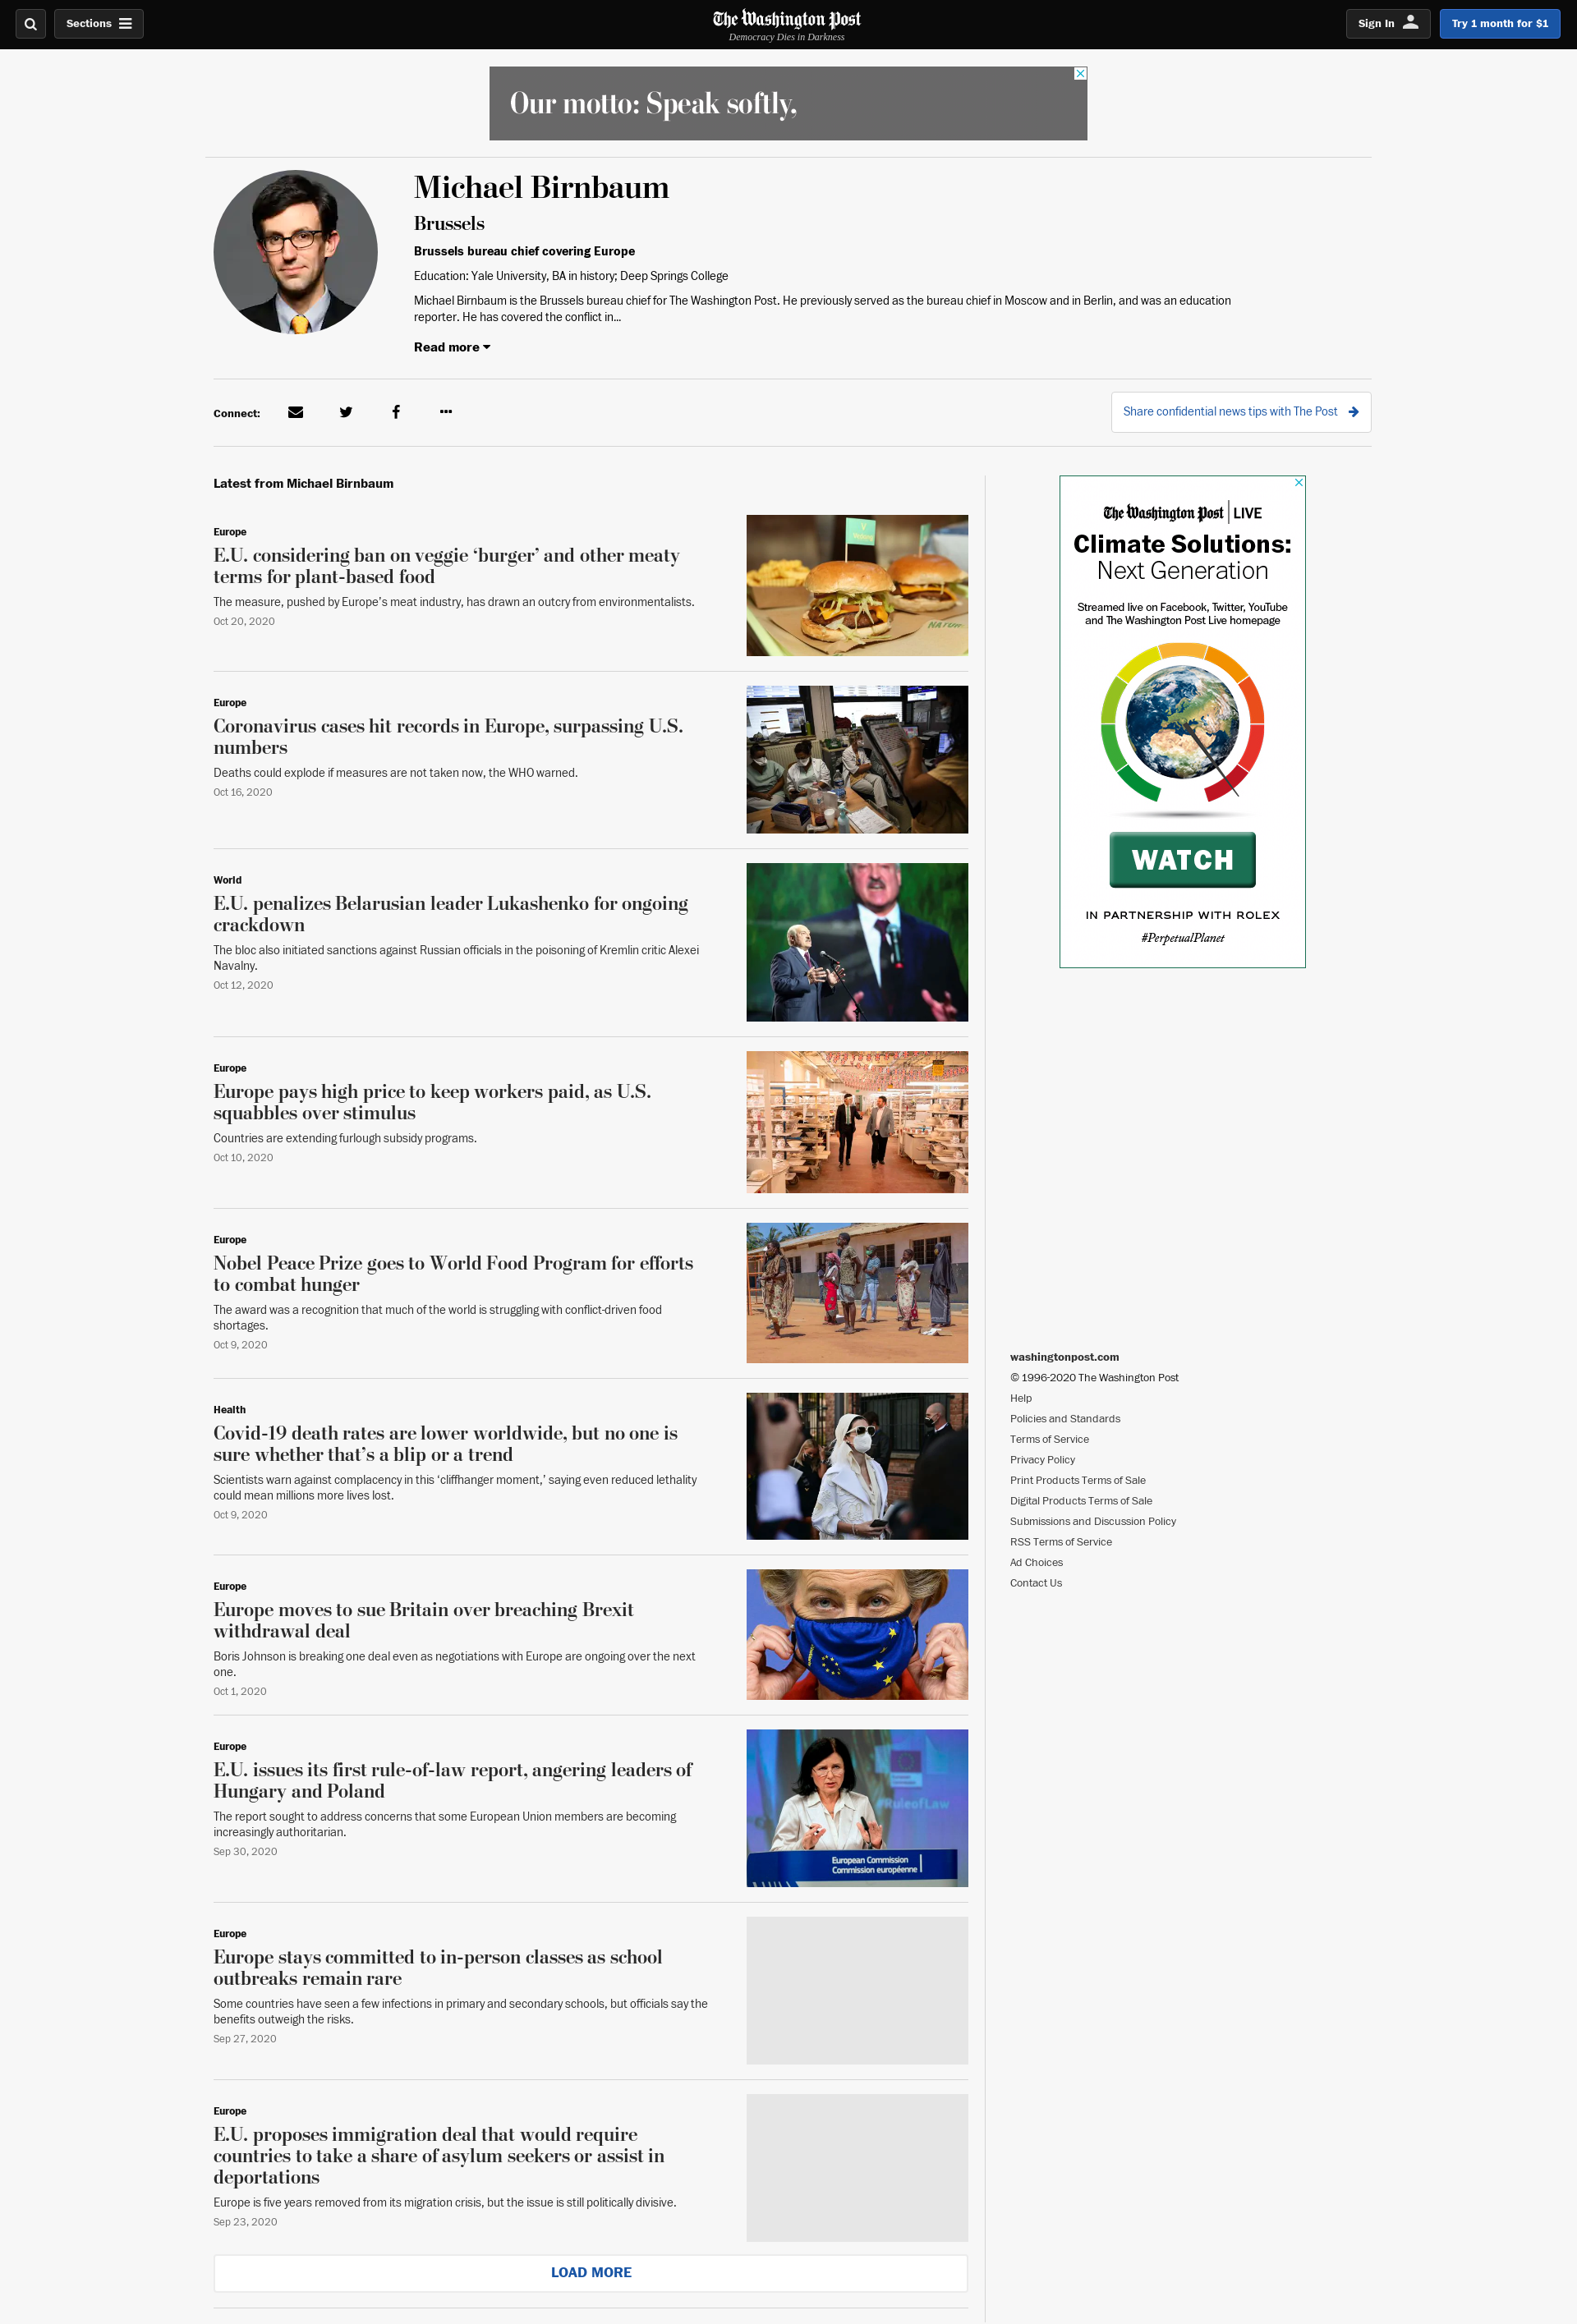 Sections
The Washington Post
Democracy Dies in Darkness
Sign In
Try 1 month for $1
Our motto: Speak softly,
Michael Birnbaum
Brussels
Brussels bureau chief covering Europe
Education: Yale University, BA in history; Deep Springs College
Michael Birnbaum is the Brussels bureau chief for The Washington Post. He previously served as the bureau chief in Moscow and in Berlin, and was an education
reporter. He has covered the conflict in...
Read more
Connect:
Share confidential news tips with The Post
Latest from Michael Birnbaum
Europe
E.U. considering ban on veggie ‘burger’ and other meaty
terms for plant-based food
The measure, pushed by Europe’s meat industry, has drawn an outcry from environmentalists.
Oct 20, 2020
Europe
Coronavirus cases hit records in Europe, surpassing U.S.
numbers
Deaths could explode if measures are not taken now, the WHO warned.
Oct 16, 2020
World
E.U. penalizes Belarusian leader Lukashenko for ongoing
crackdown
The bloc also initiated sanctions against Russian officials in the poisoning of Kremlin critic Alexei
Navalny.
Oct 12, 2020
Europe
Europe pays high price to keep workers paid, as U.S.
squabbles over stimulus
Countries are extending furlough subsidy programs.
Oct 10, 2020
Europe
Nobel Peace Prize goes to World Food Program for efforts
to combat hunger
The award was a recognition that much of the world is struggling with conflict-driven food
shortages.
Oct 9, 2020
Health
Covid-19 death rates are lower worldwide, but no one is
sure whether that’s a blip or a trend
Scientists warn against complacency in this ‘cliffhanger moment,’ saying even reduced lethality
could mean millions more lives lost.
Oct 9, 2020
Europe
Europe moves to sue Britain over breaching Brexit
withdrawal deal
Boris Johnson is breaking one deal even as negotiations with Europe are ongoing over the next
one.
Oct 1, 2020
Europe
E.U. issues its first rule-of-law report, angering leaders of
Hungary and Poland
The report sought to address concerns that some European Union members are becoming
increasingly authoritarian.
Sep 30, 2020
#RuleofLaw
European Commission
Commission européenne
Europe
Europe stays committed to in-person classes as school
outbreaks remain rare
Some countries have seen a few infections in primary and secondary schools, but officials say the
benefits outweigh the risks.
Sep 27, 2020
Europe
E.U. proposes immigration deal that would require
countries to take a share of asylum seekers or assist in
deportations
Europe is five years removed from its migration crisis, but the issue is still politically divisive.
Sep 23, 2020
LOAD MORE
The Washington Post LIVE
Climate Solutions:
Next Generation
Streamed live on Facebook, Twitter, YouTube
and The Washington Post Live homepage
WATCH
IN PARTNERSHIP WITH ROLEX
#PerpetualPlanet
washingtonpost.com
© 1996-2020 The Washington Post
Help
Policies and Standards
Terms of Service
Privacy Policy
Print Products Terms of Sale
Digital Products Terms of Sale
Submissions and Discussion Policy
RSS Terms of Service
Ad Choices
Contact Us